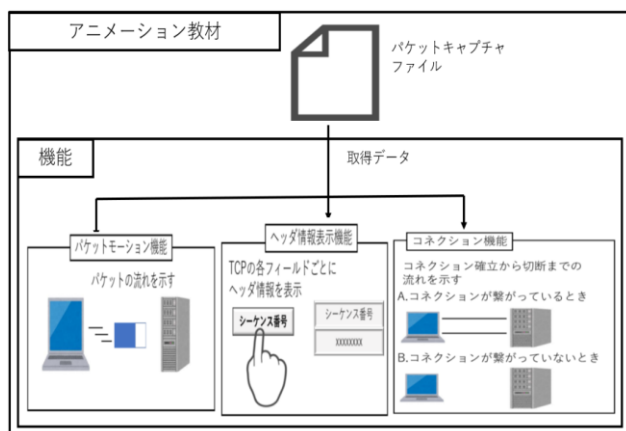 アニメーション教材
パケットキャプチャ
ファイル
機能
取得データ
パケットモーション機能
パケットの流れを示す
ヘッダ情報表示機能
TCPの各フィールドごとに
ヘッダ情報を表示
シーケンス番号
シーケンス番号
XXXXXXXX
コネクション機能
コネクション確立から切断までの
流れを示す
A.コネクションが繋がっているとき
B.コネクションが繋がっていないとき